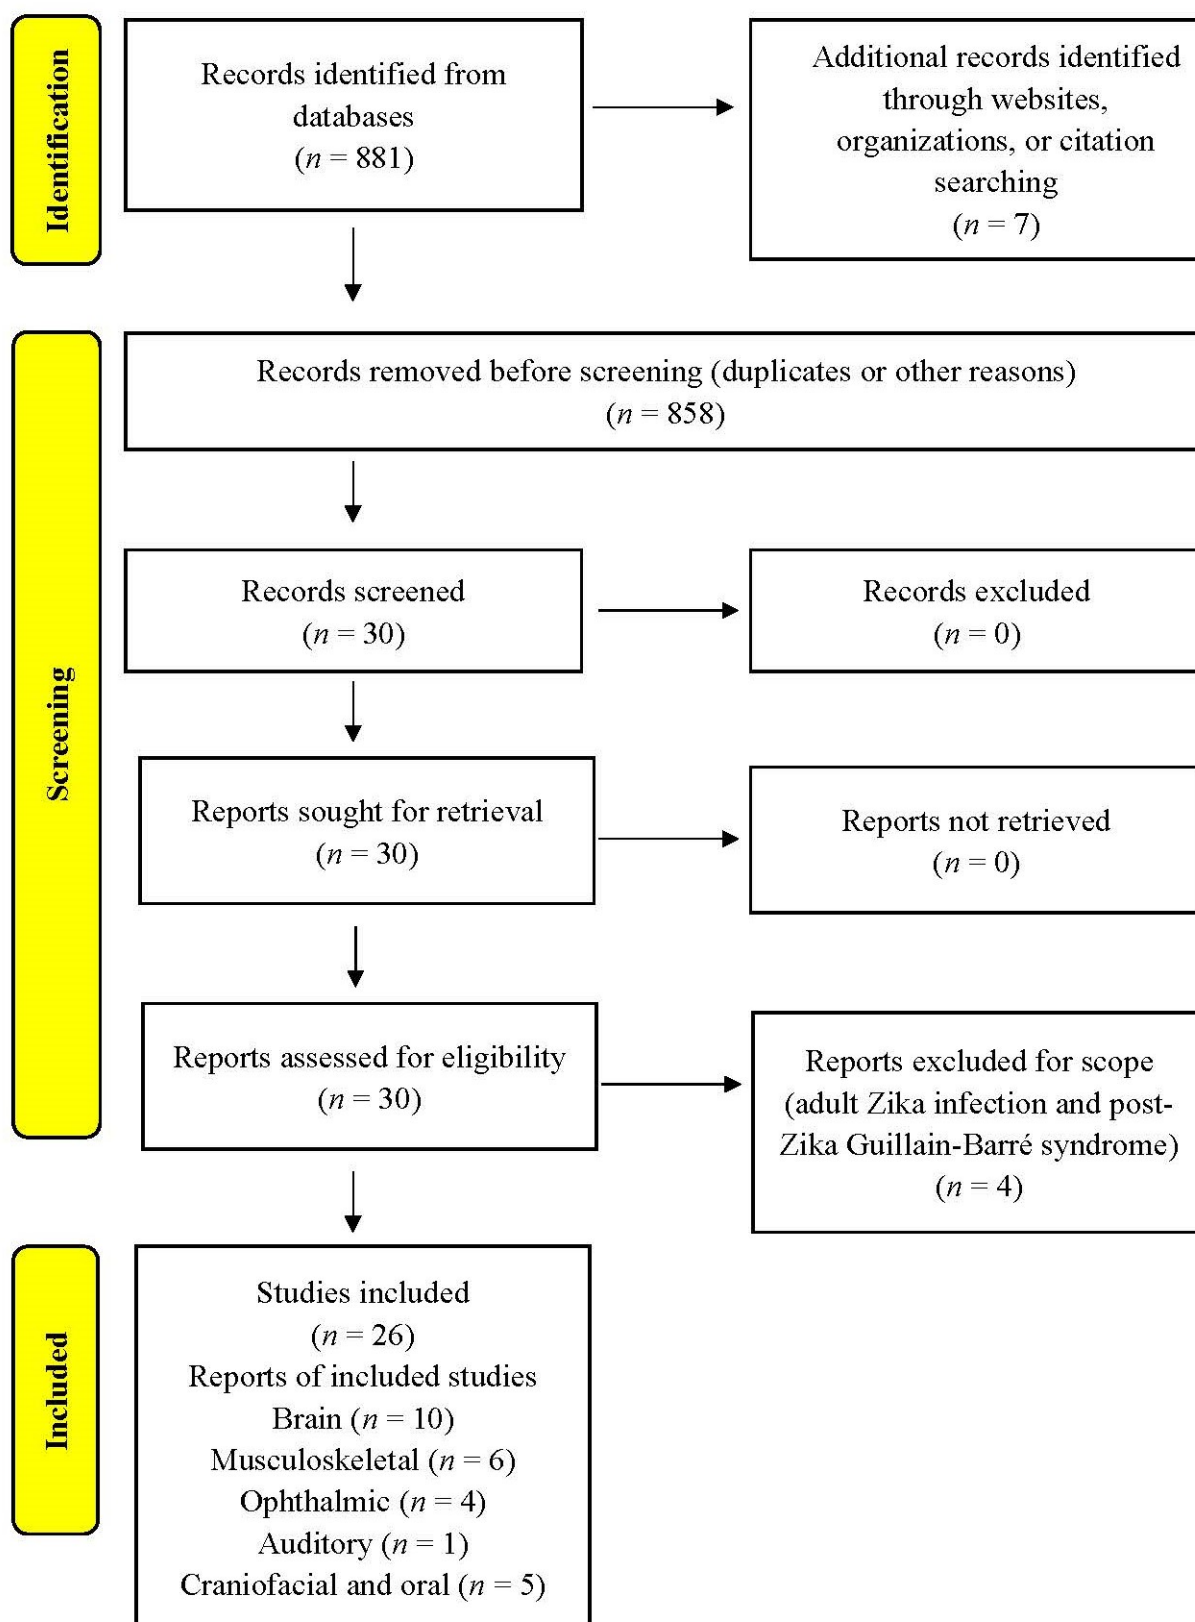 Identification
Records identified from
databases
(n = 881)
Additional records identified
through websites,
organizations, or citation
searching
(n = 7)
Screening
Records removed before screening (duplicates or other reasons)
(n = 858)
Records screened
(n = 30)
Records excluded
(n = 0)
Reports sought for retrieval
(n = 30)
Reports not retrieved
(n = 0)
Reports assessed for eligibility
(n = 30)
Reports excluded for scope
(adult Zika infection and post-
Zika Guillain-Barré syndrome)
(n = 4)
Included
Studies included
(n = 26)
Reports of included studies
Brain (n = 10)
Musculoskeletal (n = 6)
Ophthalmic (n = 4)
Auditory (n = 1)
Craniofacial and oral (n = 5)